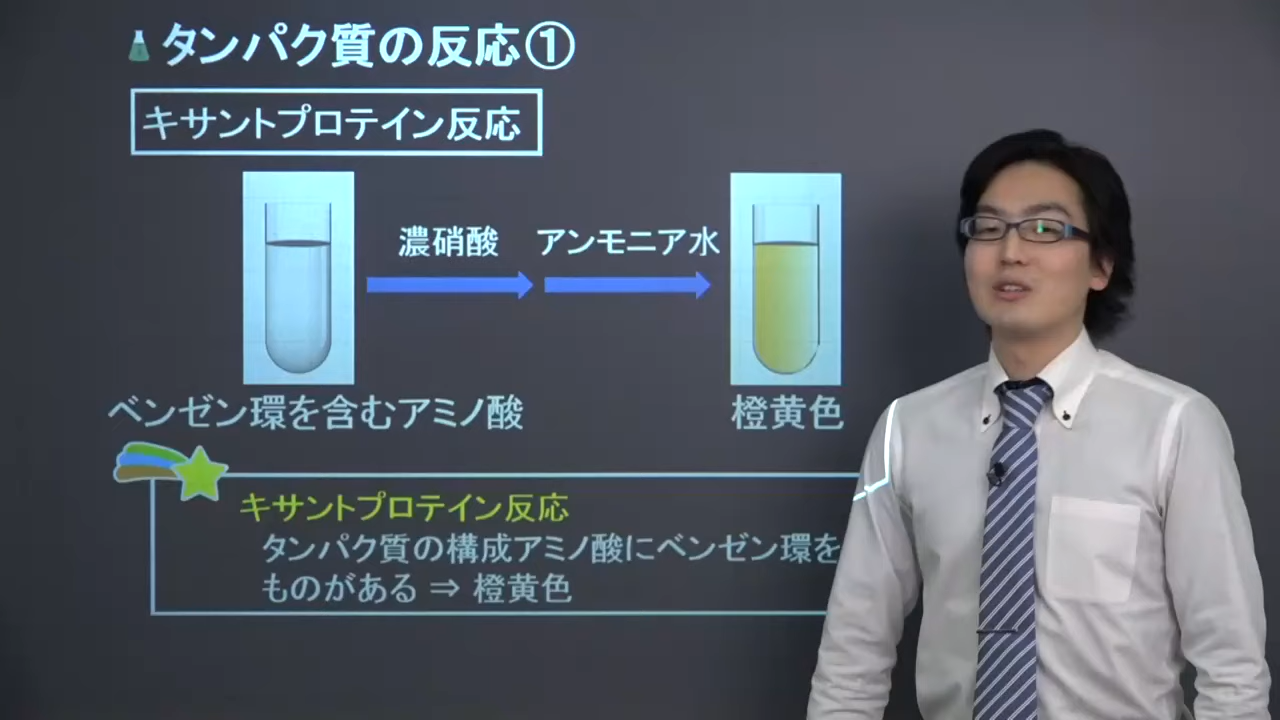 タンパク質の反応①
キサントプロテイン反応
濃硝酸
アンモニア水
ベンゼン環を含むアミノ酸
橙黄色
キサントプロテイン反応
タンパク質の構成アミノ酸にベンゼン環を
ものがある ⇒ 橙黄色